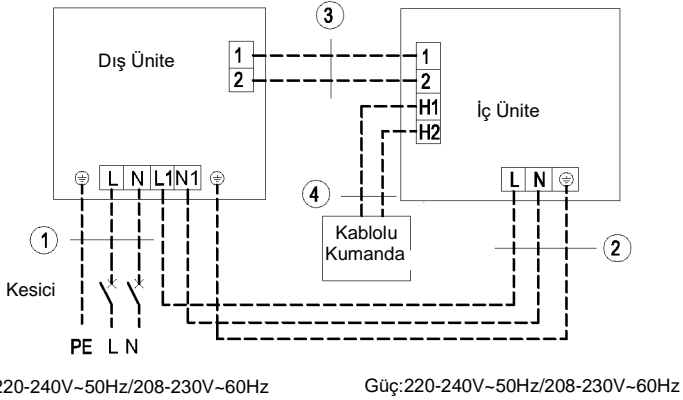 3
Dış Ünite
1
2
1
2
H1
H2
İç Ünite
L N L1 N1
L N
4
Kablolu
Kumanda
1
2
Kesici
PE L N
220-240V~50Hz/208-230V~60Hz
Güç:220-240V~50Hz/208-230V~60Hz